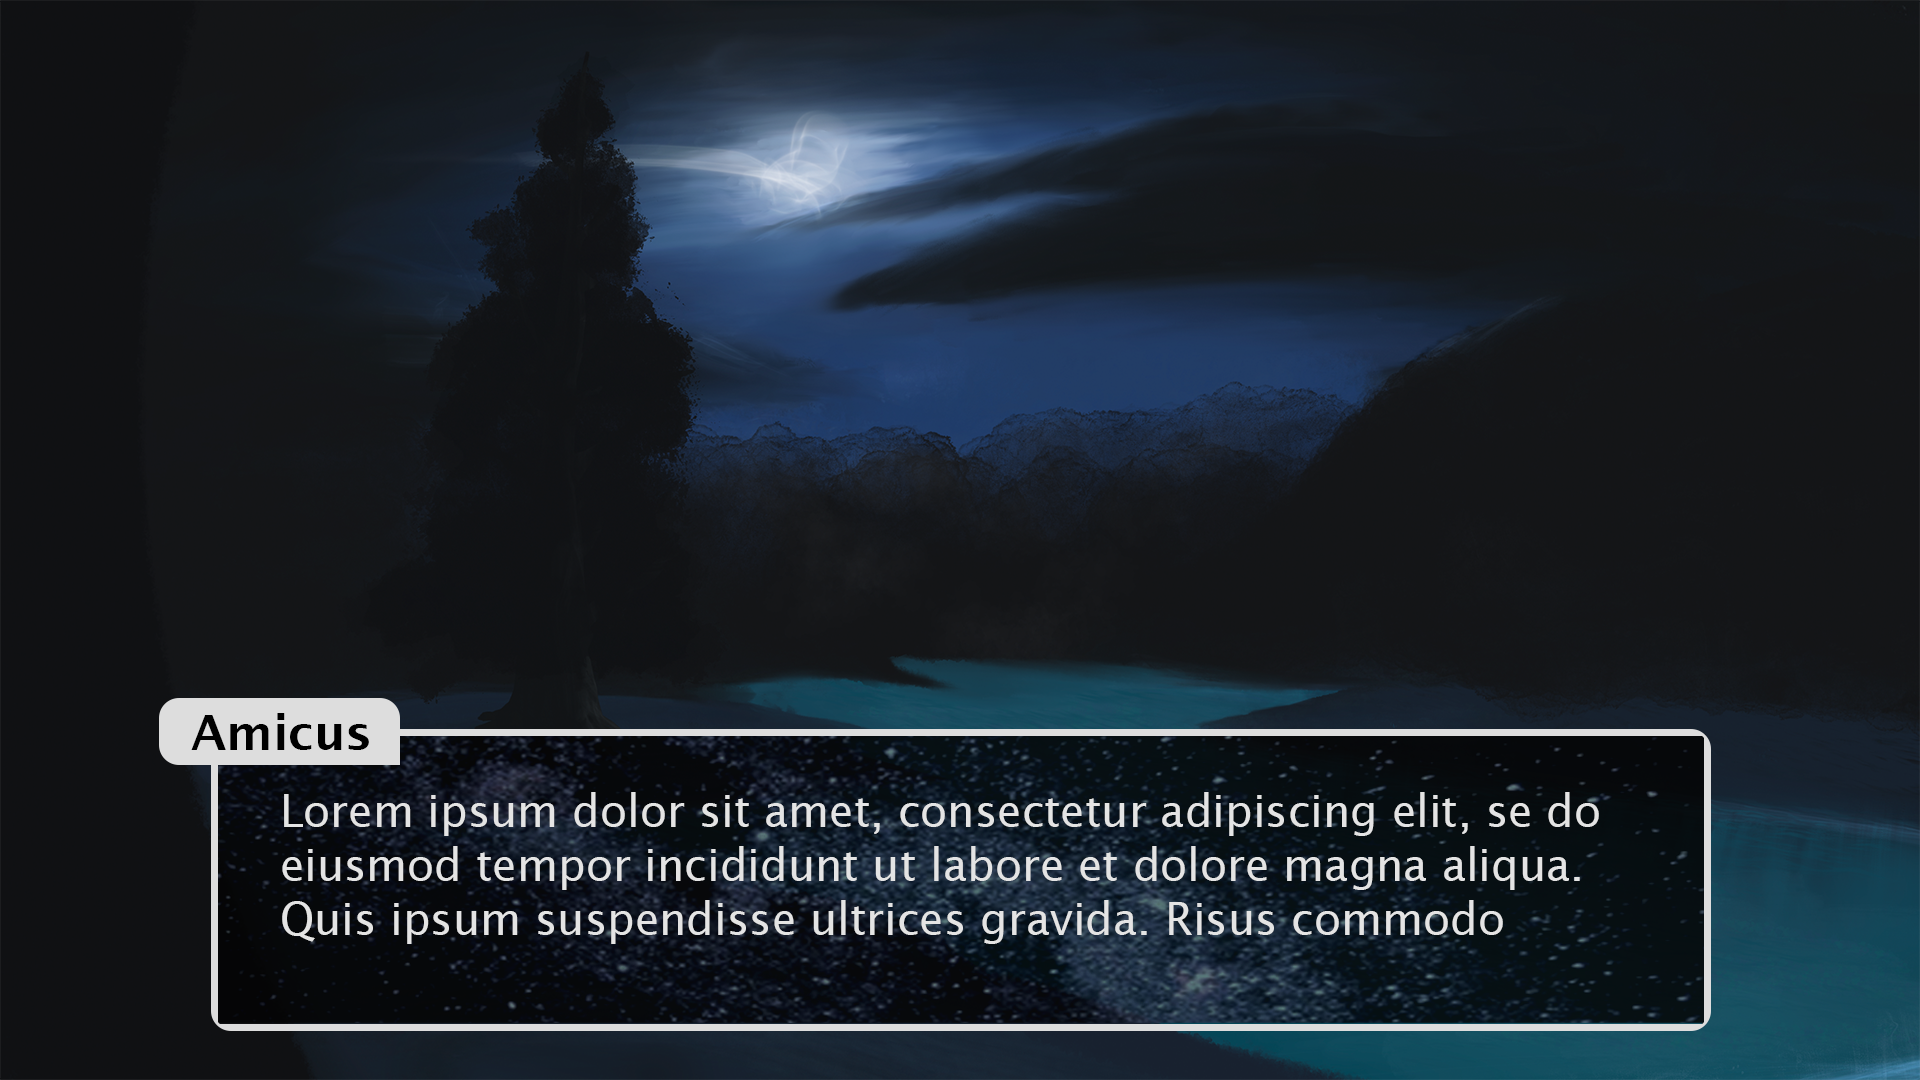 Amicus
Lorem ipsum dolor sit amet, consectetur adipiscing elit, se do
eiusmod tempor incididunt ut labore et dolore magna aliqua.
Quis ipsum suspendisse ultrices gravida. Risus commodo